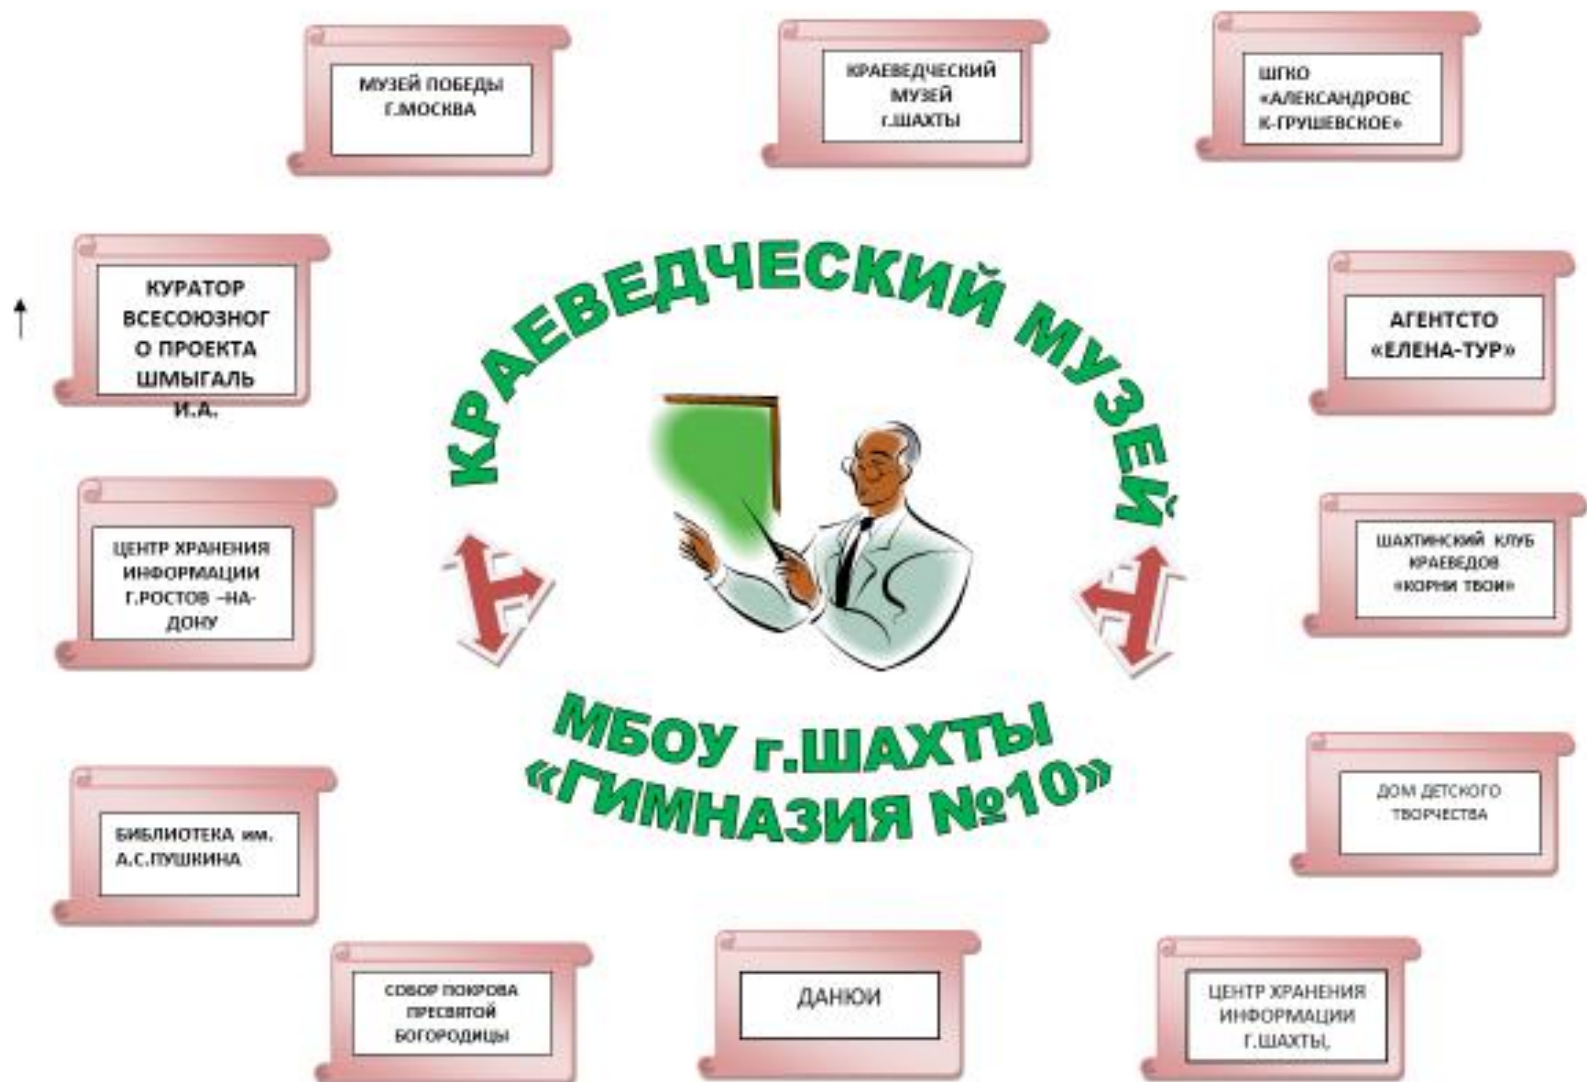 МУЗЕЙ ПОБЕДЫ
Г.МОСКВА
КРАЕВЕДЧЕСКИЙ
МУЗЕЙ
г.ШАХТЫ
ШГКО
«АЛЕКСАНДРОВС
К-ГРУШЕВСКОЕ»
КУРАТОР
ВСЕСОЮЗНОГ
О ПРОЕКТА
ШМЫГАЛЬ
И.А.
КРАЕВЕДЧЕСКИЙ МУЗЕЙ
АГЕНТСТО
«ЕЛЕНА-ТУР»
ЦЕНТР ХРАНЕНИЯ
ИНФОРМАЦИИ
Г.РОСТОВ –НА-
ДОНУ
ШАХТИНСКИЙ КЛУБ
КРАЕВЕДОВ
«КОРНИ ТВОИ»
МБОУ г.ШАХТЫ
«ГИМНАЗИЯ №10»
БИБЛИОТЕКА им.
А.С.ПУШКИНА
ДОМ ДЕТСКОГО
ТВОРЧЕСТВА
СОБОР ПОКРОВА
ПРЕСВЯТОЙ
БОГОРОДИЦЫ
ДАНЮИ
ЦЕНТР ХРАНЕНИЯ
ИНФОРМАЦИИ
Г.ШАХТЫ,